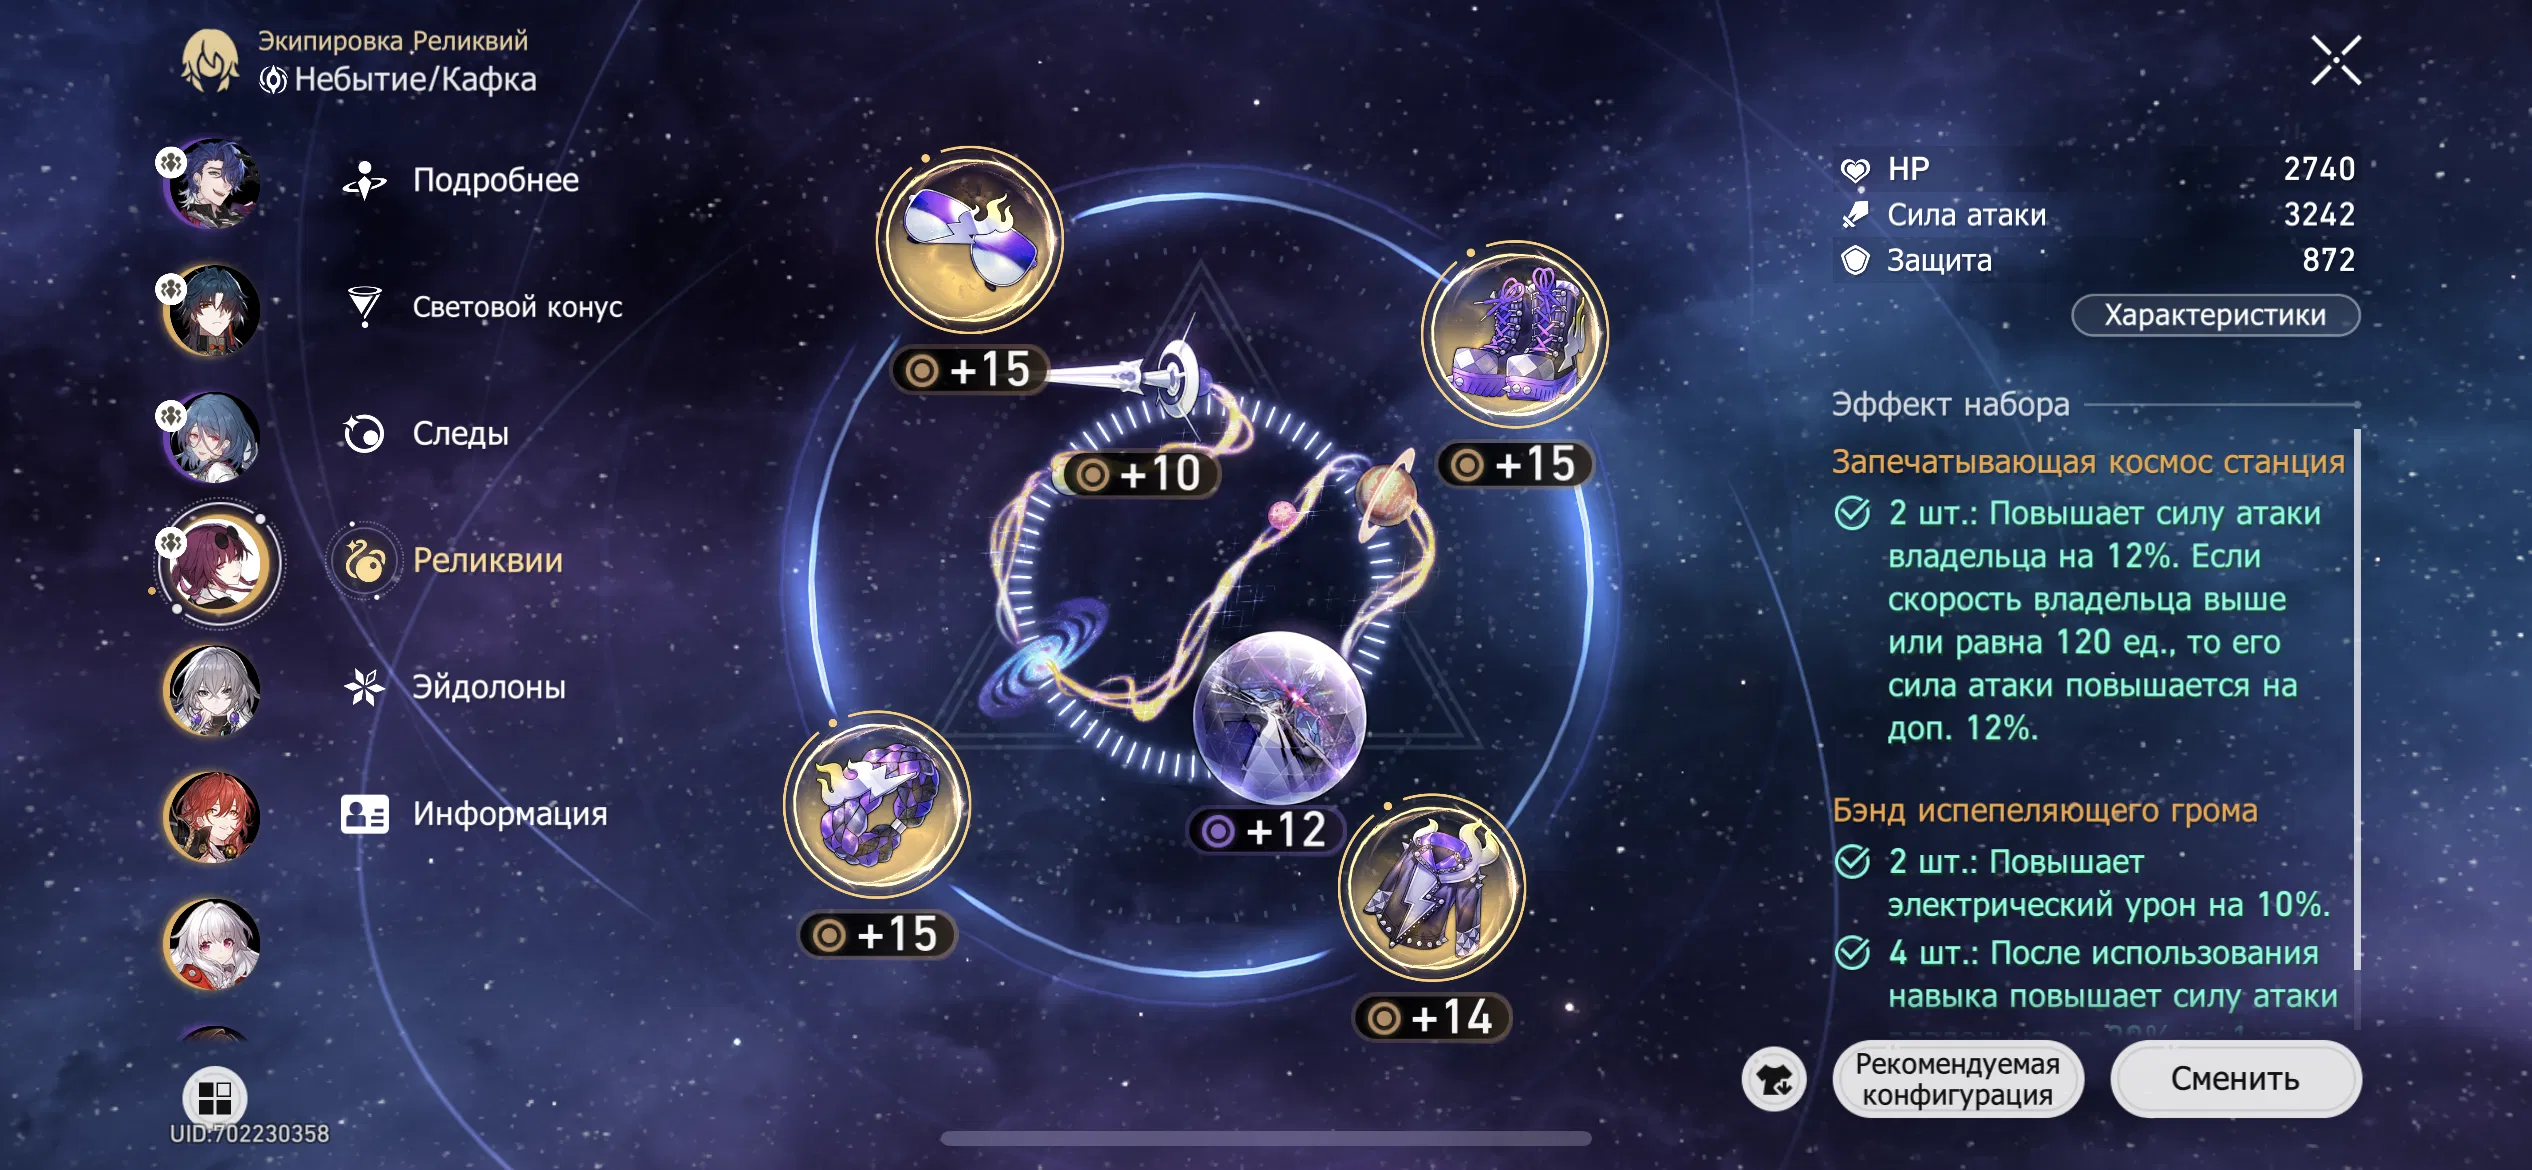 Экипировка Реликвий
Небытие/Кафка
Подробнее
Световой конус
Следы
Реликвии
Эйдолоны
Информация
UID:702230358
+15
+10
+15
+12
+15
+14
HP 2740
Сила атаки 3242
Защита 872
Характеристики
Эффект набора
Запечатывающая космос станция
2 шт.: Повышает силу атаки
владельца на 12%. Если
скорость владельца выше
или равна 120 ед., то его
сила атаки повышается на
доп. 12%.
Бэнд испепеляющего грома
2 шт.: Повышает
электрический урон на 10%.
4 шт.: После использования
навыка повышает силу атаки
Рекомендуемая
конфигурация
Сменить